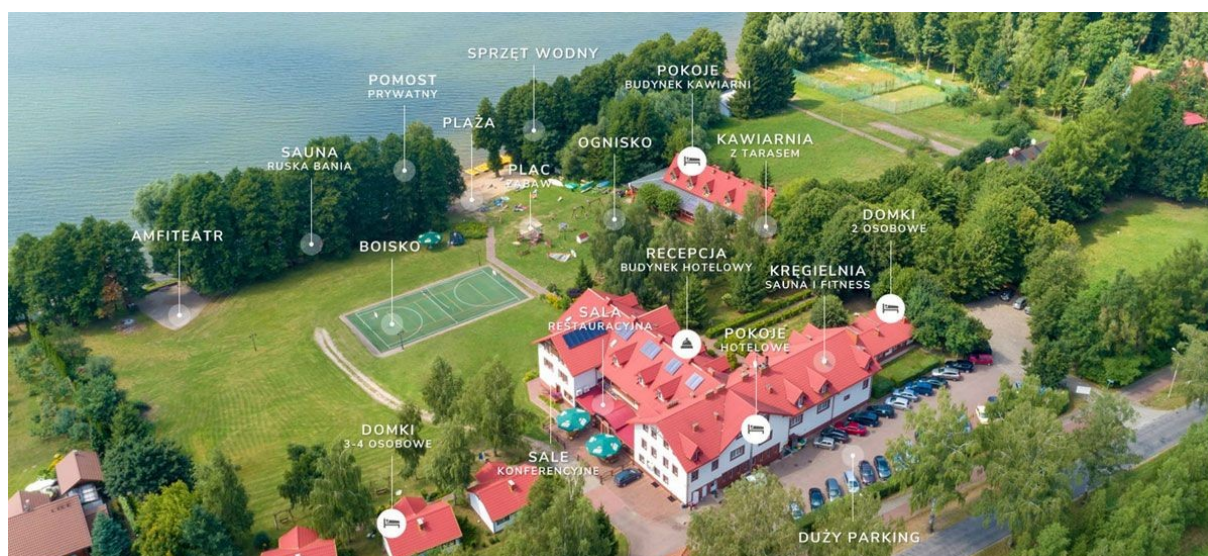 SPRZĘT WODNY
POMOST
PRYWATNY
POKOJE
BUDYNEK KAWIARNI
PLAŻA
SAUNA
RUSKA BANIA
OGNISKO
KAWIARNIA
Z TARASEM
PLAC
ZABAW
AMFITEATR
BOISKO
DOMKI
2 OSOBOWE
RECEPCJA
BUDYNEK HOTELOWY
KRĘGIELNIA
SAUNA I FITNESS
SALA
RESTAURACYJNA
POKOJE
HOTELOWE
DOMKI
3-4 OSOBOWE
SALE
KONFERENCYJNE
DUŻY PARKING